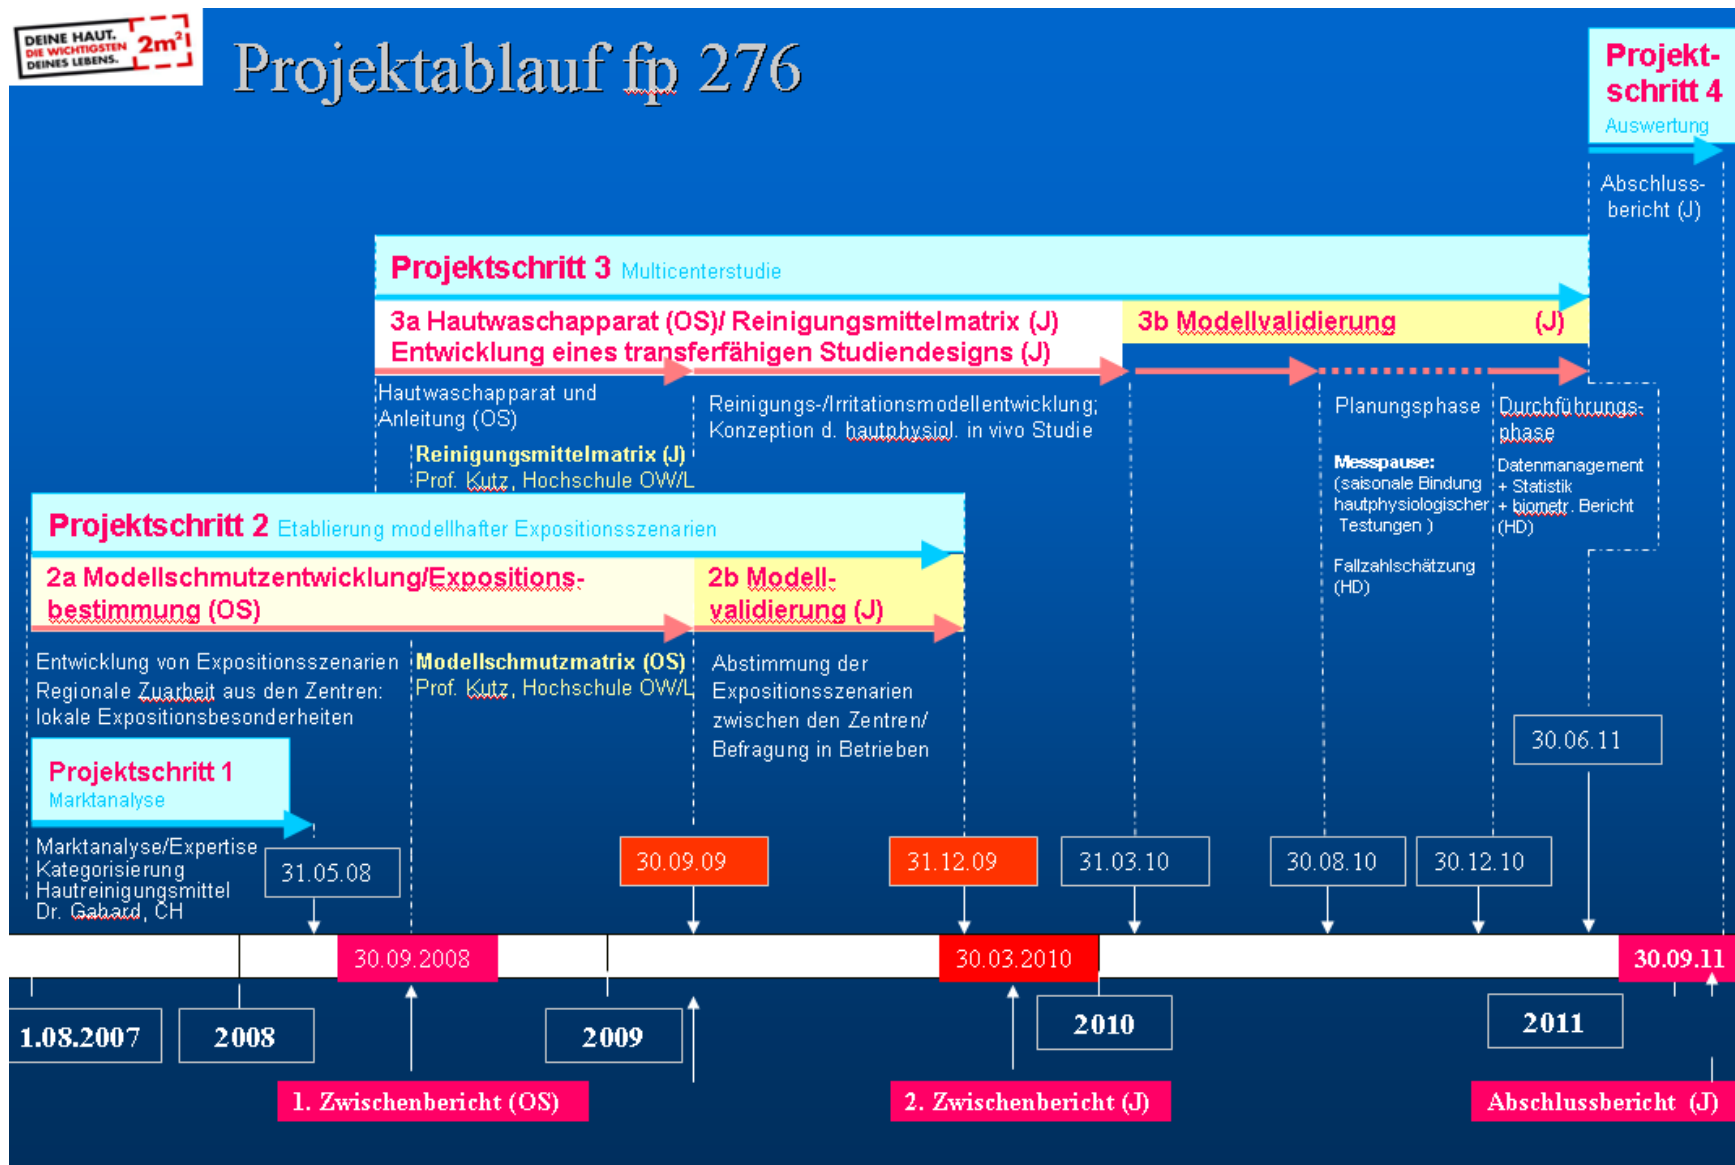 DEINE HAUT.
DIE WICHTIGSTEN 2m²
DEINES LEBENS.
Projektablauf fp 276
Projekt-
schritt 4
Auswertung
Abschluss-
bericht (J)
Projektschritt 3 Multicenterstudie
3a Hautwaschapparat (OS)/ Reinigungsmittelmatrix (J)
Entwicklung eines transferfähigen Studiendesigns (J)
3b Modellvalidierung (J)
Hautwaschapparat und
Anleitung (OS)
Reinigungsmittelmatrix (J)
Prof. Kutz, Hochschule OW/L
Reinigungs-/Irritationsmodellentwicklung;
Konzeption d. hautphysiol. in vivo Studie
Planungsphase
Messpause:
(saisonale Bindung
hautphysiologischer
Testungen )
Fallzahlschätzung
(HD)
Durchführungs-
phase
Datenmanagement
+ Statistik
+ biometr. Bericht
(HD)
Projektschritt 2 Etablierung modellhafter Expositionsszenarien
2a Modellschmutzentwicklung/Expositions-
bestimmung (OS)
2b Modell-
validierung (J)
Entwicklung von Expositionsszenarien
Regionale Zuarbeit aus den Zentren:
lokale Expositionsbesonderheiten
Modellschmutzmatrix (OS)
Prof. Kutz, Hochschule OW/L
Abstimmung der
Expositionsszenarien
zwischen den Zentren/
Befragung in Betrieben
Projektschritt 1
Marktanalyse
Marktanalyse/Expertise
Kategorisierung
Hautreinigungsmittel
Dr. Gabard, CH
31.05.08
30.09.09
31.12.09
31.03.10
30.08.10
30.12.10
30.06.11
30.09.2008
30.03.2010
30.09.11
1.08.2007
2008
2009
2010
2011
1. Zwischenbericht (OS)
2. Zwischenbericht (J)
Abschlussbericht (J)